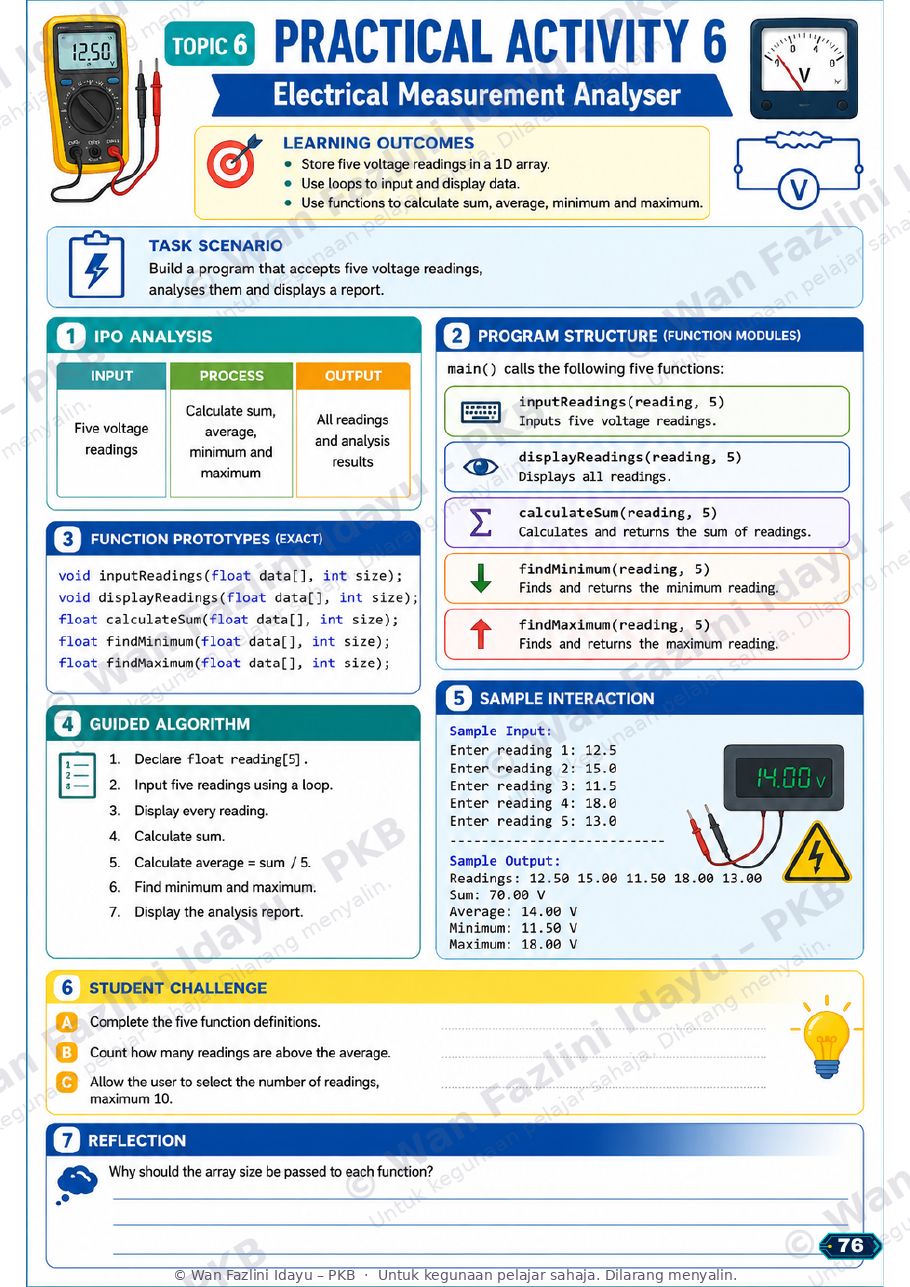 12.50
TOPIC 6
PRACTICAL ACTIVITY 6
Electrical Measurement Analyser
V
V
LEARNING OUTCOMES
Store five voltage readings in a 1D array.
Use loops to input and display data.
Use functions to calculate sum, average, minimum and maximum.
TASK SCENARIO
Build a program that accepts five voltage readings,
analyses them and displays a report.
1 IPO ANALYSIS
INPUT PROCESS OUTPUT
Five voltage
readings
Calculate sum,
average,
minimum and
maximum
All readings
and analysis
results
2 PROGRAM STRUCTURE (FUNCTION MODULES)
main() calls the following five functions:
inputReadings(reading, 5)
Inputs five voltage readings.
displayReadings(reading, 5)
Displays all readings.
Σ calculateSum(reading, 5)
Calculates and returns the sum of readings.
findMinimum(reading, 5)
Finds and returns the minimum reading.
findMaximum(reading, 5)
Finds and returns the maximum reading.
3 FUNCTION PROTOTYPES (EXACT)
void inputReadings(float data[], int size);
void displayReadings(float data[], int size);
float calculateSum(float data[], int size);
float findMinimum(float data[], int size);
float findMaximum(float data[], int size);
4 GUIDED ALGORITHM
1. Declare float reading[5].
2. Input five readings using a loop.
3. Display every reading.
4. Calculate sum.
5. Calculate average = sum / 5.
6. Find minimum and maximum.
7. Display the analysis report.
5 SAMPLE INTERACTION
Sample Input:
Enter reading 1: 12.5
Enter reading 2: 15.0
Enter reading 3: 11.5
Enter reading 4: 18.0
Enter reading 5: 13.0
--------------------------
Sample Output:
Readings: 12.50 15.00 11.50 18.00 13.00
Sum: 70.00 V
Average: 14.00 V
Minimum: 11.50 V
Maximum: 18.00 V
14.00 V
6 STUDENT CHALLENGE
A Complete the five function definitions.
B Count how many readings are above the average.
C Allow the user to select the number of readings,
maximum 10.
7 REFLECTION
Why should the array size be passed to each function?
76
© Wan Fazlini Idayu – PKB · Untuk kegunaan pelajar sahaja. Dilarang menyalin.
© Wan Fazlini Idayu – PKB
Untuk kegunaan pelajar sahaja. Dilarang menyalin.